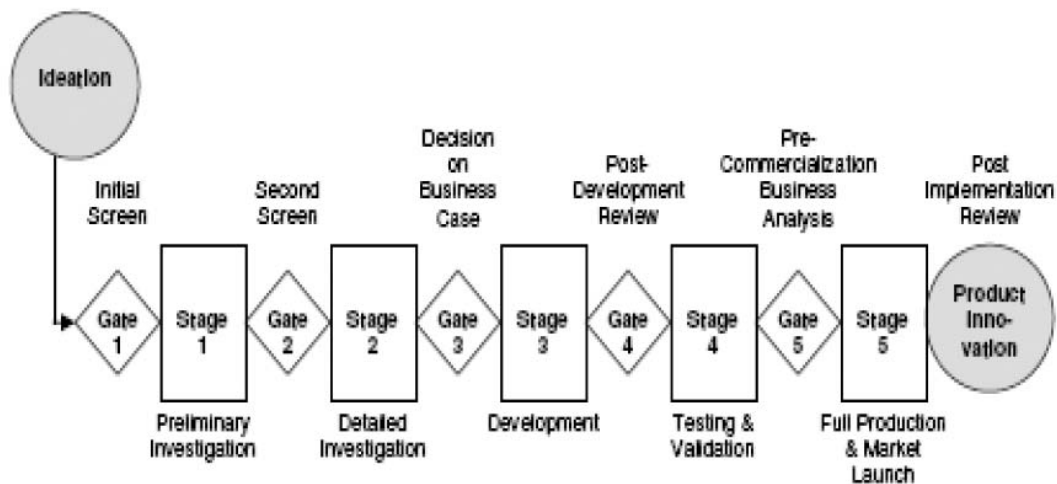 Ideation
Initial
Screen
Second
Screen
Decision
on
Business
Case
Post-
Development
Review
Pre-
Commercialization
Business
Analysis
Post
Implementation
Review
Gate
1
Stage
1
Gate
2
Stage
2
Gate
3
Stage
3
Gate
4
Stage
4
Gate
5
Stage
5
Product
Inno-
vation
Preliminary
Investigation
Detailed
Investigation
Development
Testing &
Validation
Full Production
& Market
Launch